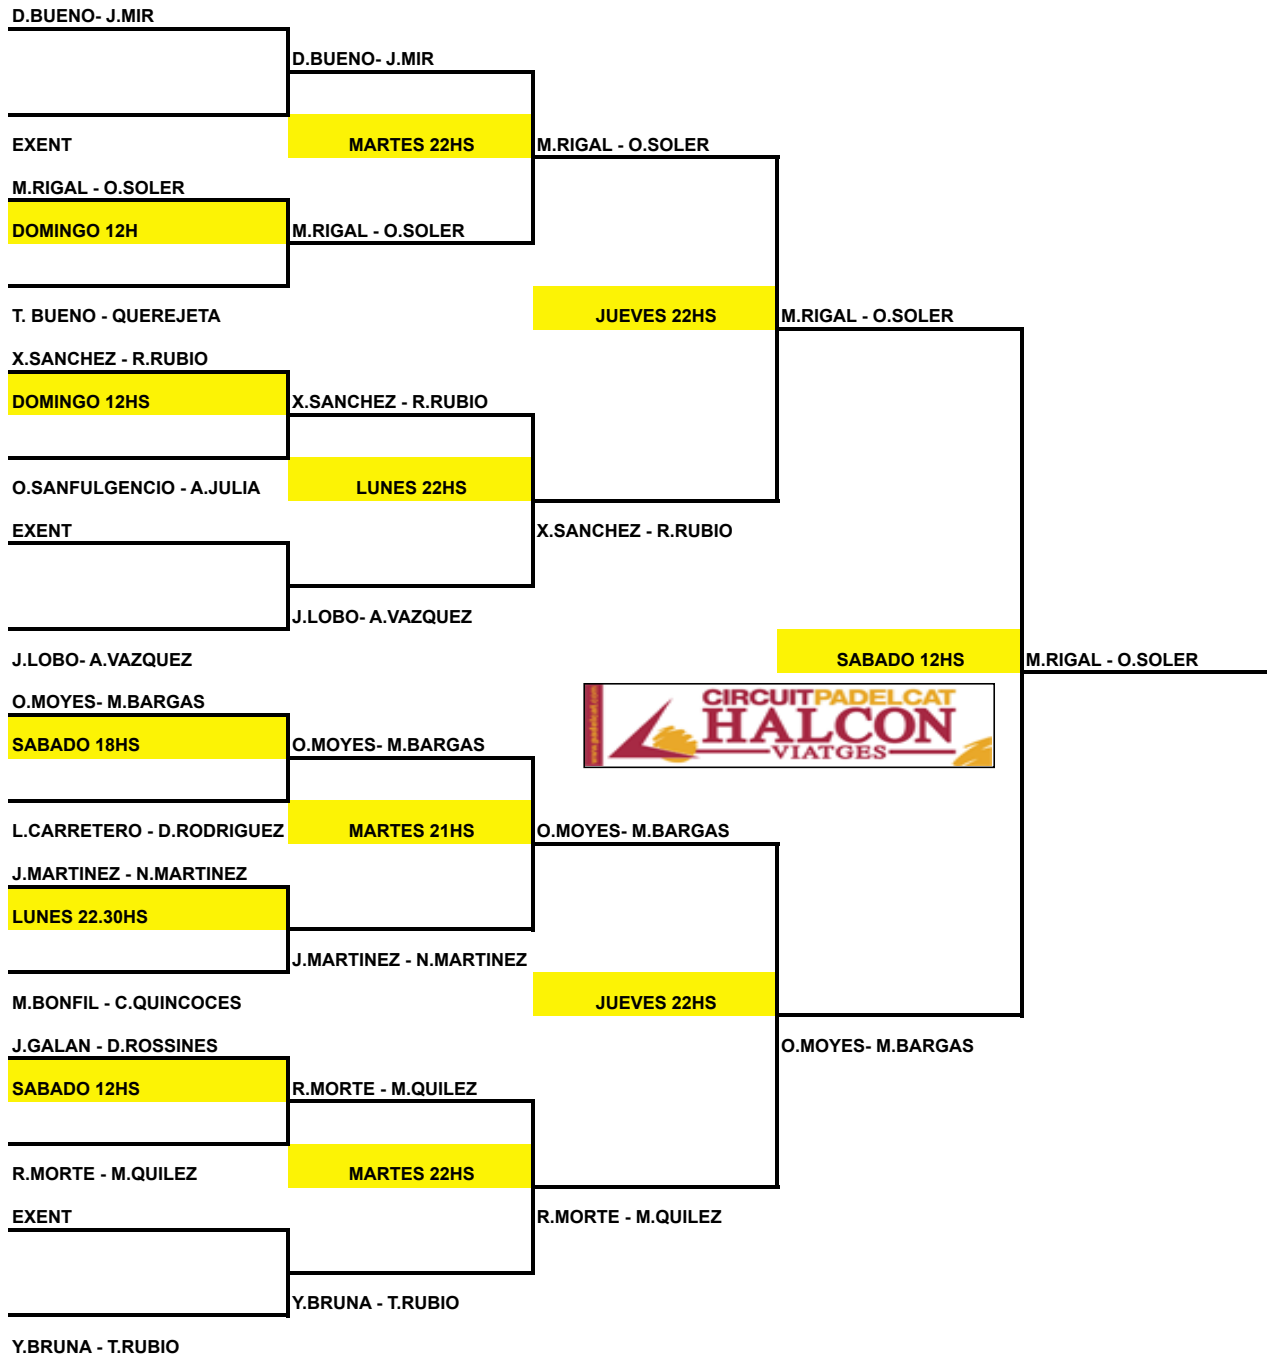 D.BUENO- J.MIR
D.BUENO- J.MIR
EXENT
MARTES 22HS
M.RIGAL - O.SOLER
M.RIGAL - O.SOLER
DOMINGO 12H
M.RIGAL - O.SOLER
T. BUENO - QUEREJETA
JUEVES 22HS
M.RIGAL - O.SOLER
X.SANCHEZ - R.RUBIO
DOMINGO 12HS
X.SANCHEZ - R.RUBIO
O.SANFULGENCIO - A.JULIA
LUNES 22HS
EXENT
X.SANCHEZ - R.RUBIO
J.LOBO- A.VAZQUEZ
J.LOBO- A.VAZQUEZ
SABADO 12HS
M.RIGAL - O.SOLER
O.MOYES- M.BARGAS
www.padelcat.com
CIRCUITPADELCAT
HALCON
VIATGES
SABADO 18HS
O.MOYES- M.BARGAS
L.CARRETERO - D.RODRIGUEZ
MARTES 21HS
O.MOYES- M.BARGAS
J.MARTINEZ - N.MARTINEZ
LUNES 22.30HS
J.MARTINEZ - N.MARTINEZ
M.BONFIL - C.QUINCOCES
JUEVES 22HS
J.GALAN - D.ROSSINES
O.MOYES- M.BARGAS
SABADO 12HS
R.MORTE - M.QUILEZ
R.MORTE - M.QUILEZ
MARTES 22HS
EXENT
R.MORTE - M.QUILEZ
Y.BRUNA - T.RUBIO
Y.BRUNA - T.RUBIO